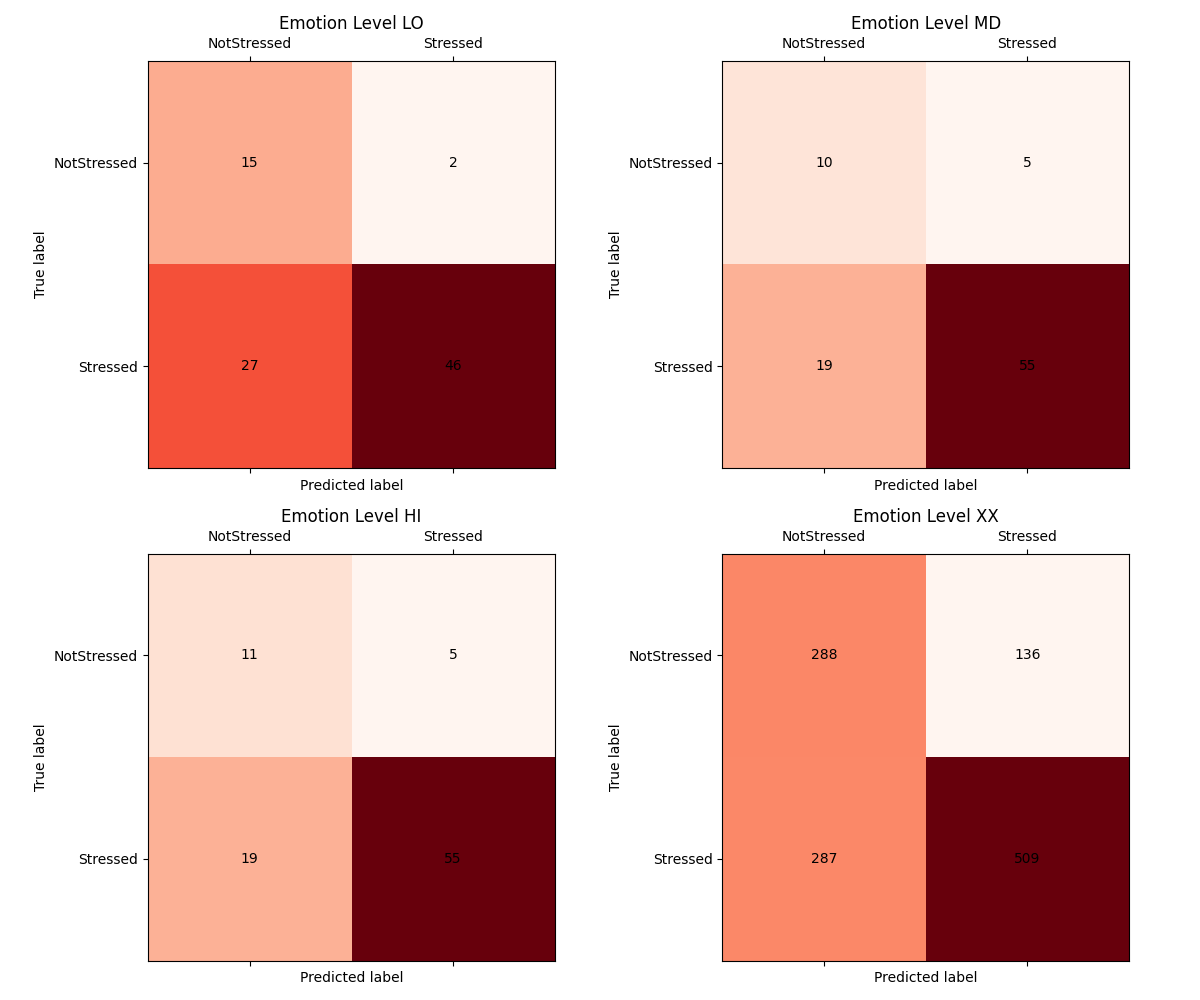 Emotion Level LO
NotStressed Stressed
NotStressed 15 2
True label
Stressed 27 46
Predicted label
Emotion Level MD
NotStressed Stressed
NotStressed 10 5
True label
Stressed 19 55
Predicted label
Emotion Level HI
NotStressed Stressed
NotStressed 11 5
True label
Stressed 19 55
Predicted label
Emotion Level XX
NotStressed Stressed
NotStressed 288 136
True label
Stressed 287 509
Predicted label